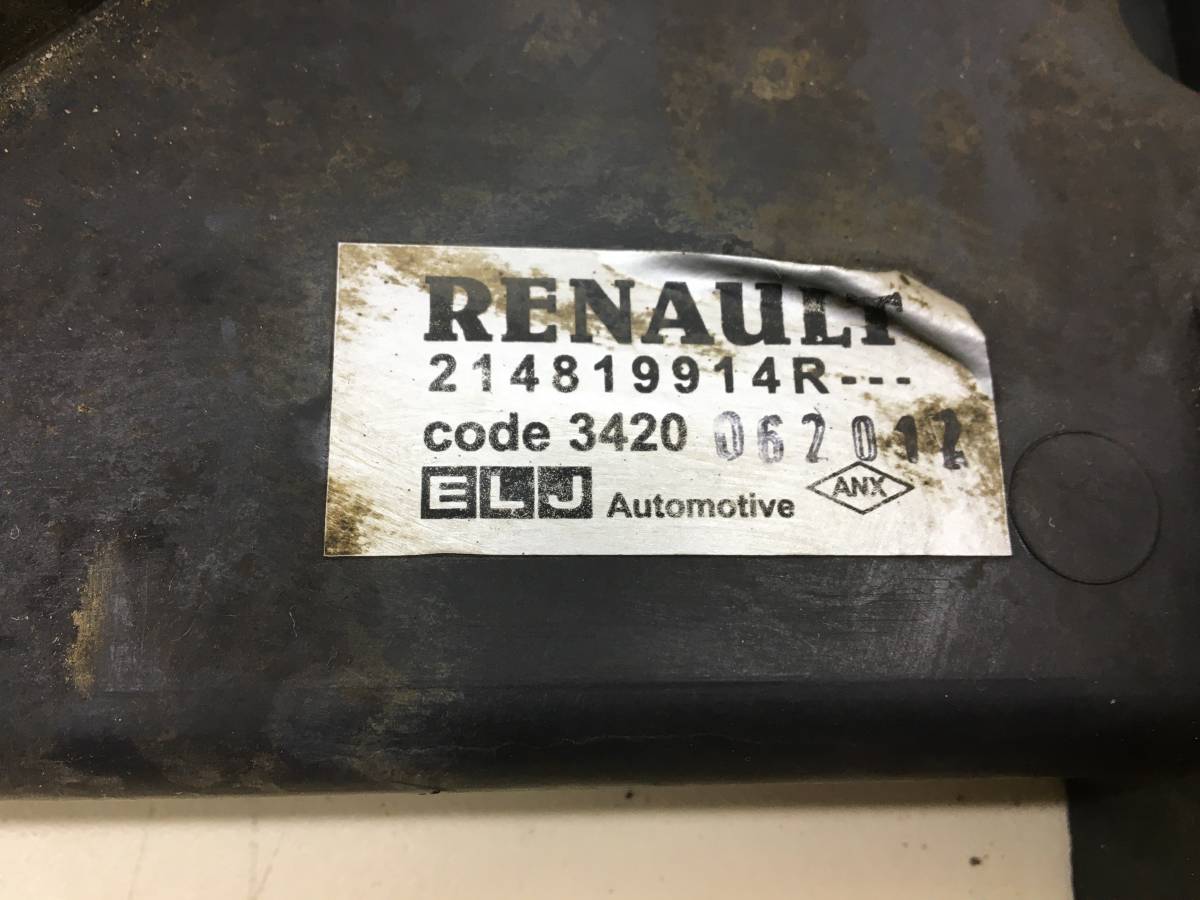 RENAULT
214819914R---
code 3420 062012
ELJ Automotive ANX